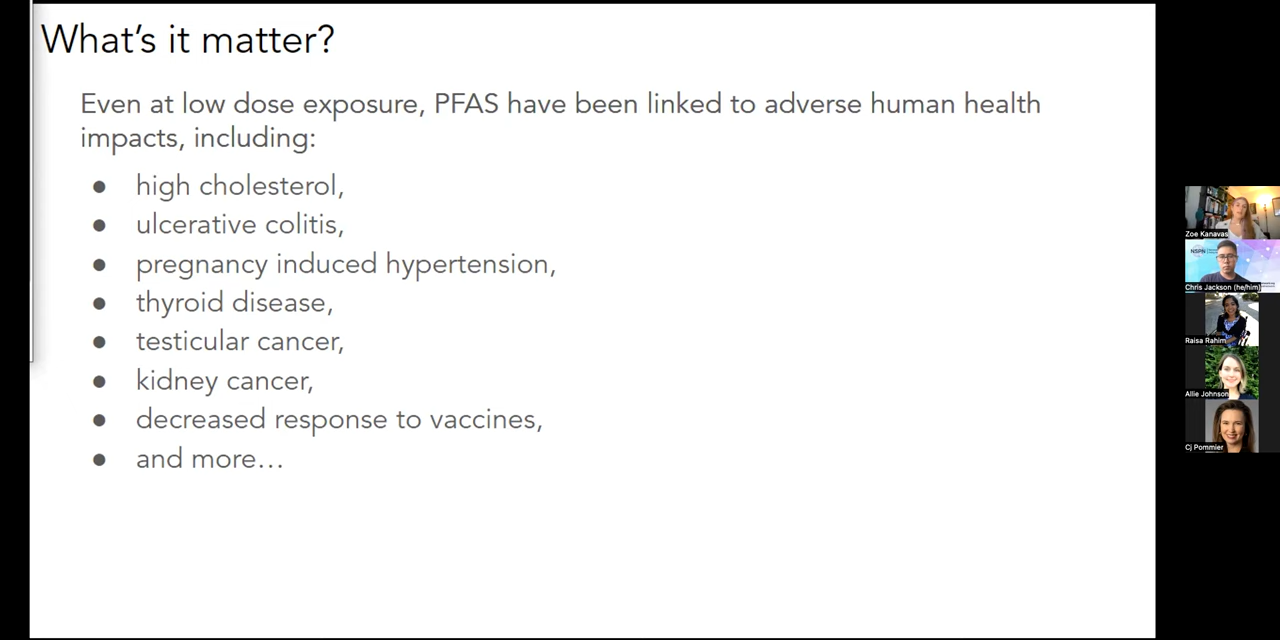 What's it matter?
Even at low dose exposure, PFAS have been linked to adverse human health
impacts, including:
● high cholesterol,
● ulcerative colitis,
● pregnancy induced hypertension,
● thyroid disease,
● testicular cancer,
● kidney cancer,
● decreased response to vaccines,
● and more…
Zoe Kanavas
NSPN
Chris Jackson (he/him)
Raisa Rahim
Allie Johnson
Cj Pommier